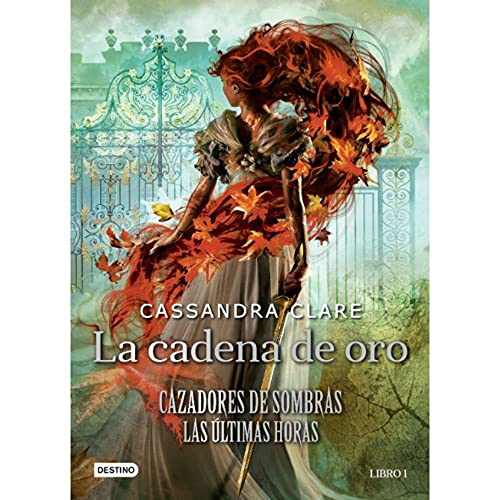 CASSANDRA CLARE
La cadena de oro
CAZADORES DE SOMBRAS
LAS ÚLTIMAS HORAS
DESTINO
LIBRO 1